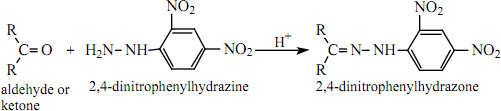 R
C=O
R
+
H₂N-NH
NO₂
NO₂
H⁺
R
C=N-NH
R
NO₂
NO₂
aldehyde or
ketone
2,4-dinitrophenylhydrazine
2,4-dinitrophenylhydrazone